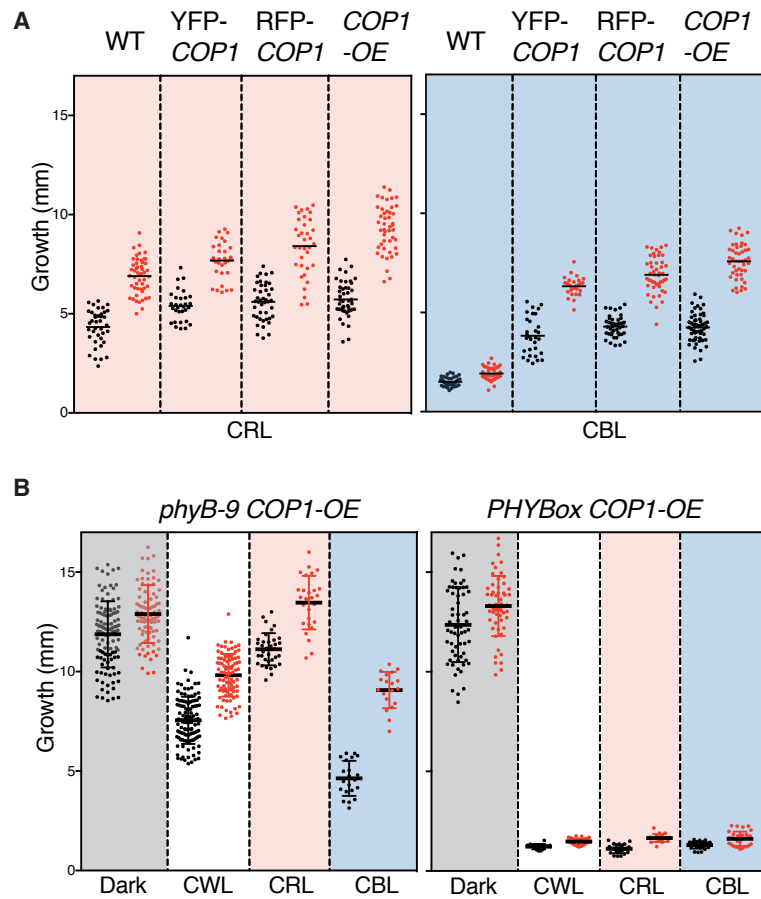 A
WT
YFP-
COP1
RFP-
COP1
COP1
-OE
WT
YFP-
COP1
RFP-
COP1
COP1
-OE
15
10
5
0
Growth (mm)
CRL
CBL
B
phyB-9 COP1-OE
PHYBox COP1-OE
15
10
5
0
Growth (mm)
Dark CWL CRL CBL
Dark CWL CRL CBL